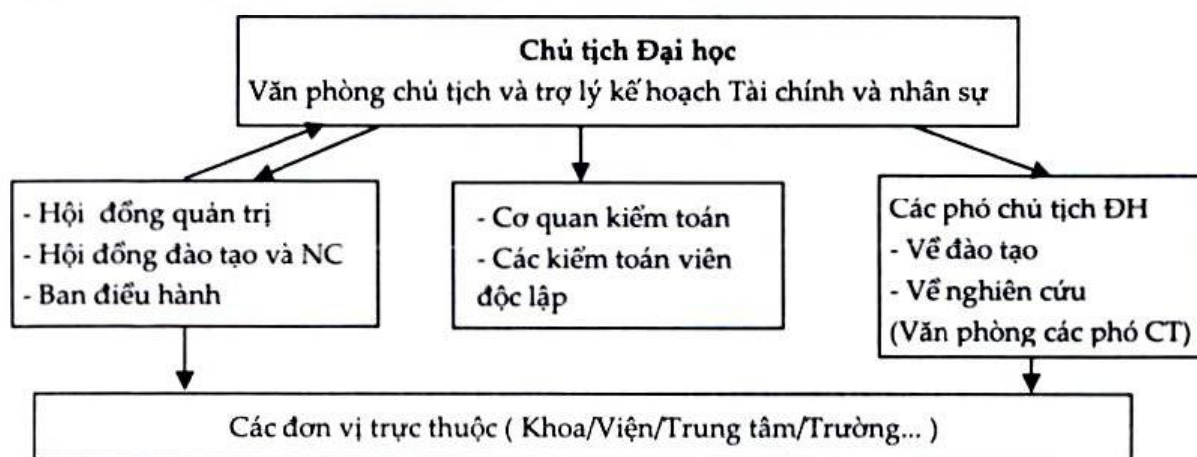 Chủ tịch Đại học
Văn phòng chủ tịch và trợ lý kế hoạch Tài chính và nhân sự
- Hội đồng quản trị
- Hội đồng đào tạo và NC
- Ban điều hành
- Cơ quan kiểm toán
- Các kiểm toán viên
độc lập
Các phó chủ tịch ĐH
- Về đào tạo
- Về nghiên cứu
(Văn phòng các phó CT)
Các đơn vị trực thuộc ( Khoa/Viện/Trung tâm/Trường... )